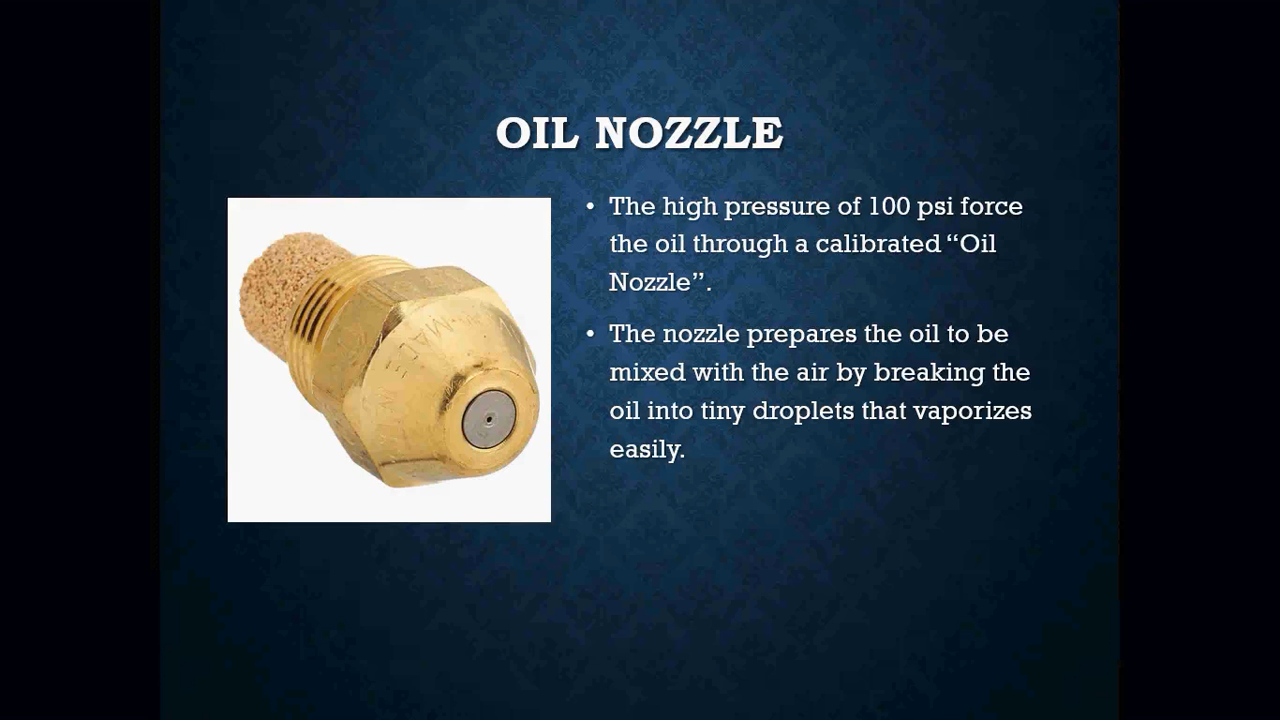 OIL NOZZLE
• The high pressure of 100 psi force
the oil through a calibrated “Oil
Nozzle”.
• The nozzle prepares the oil to be
mixed with the air by breaking the
oil into tiny droplets that vaporizes
easily.